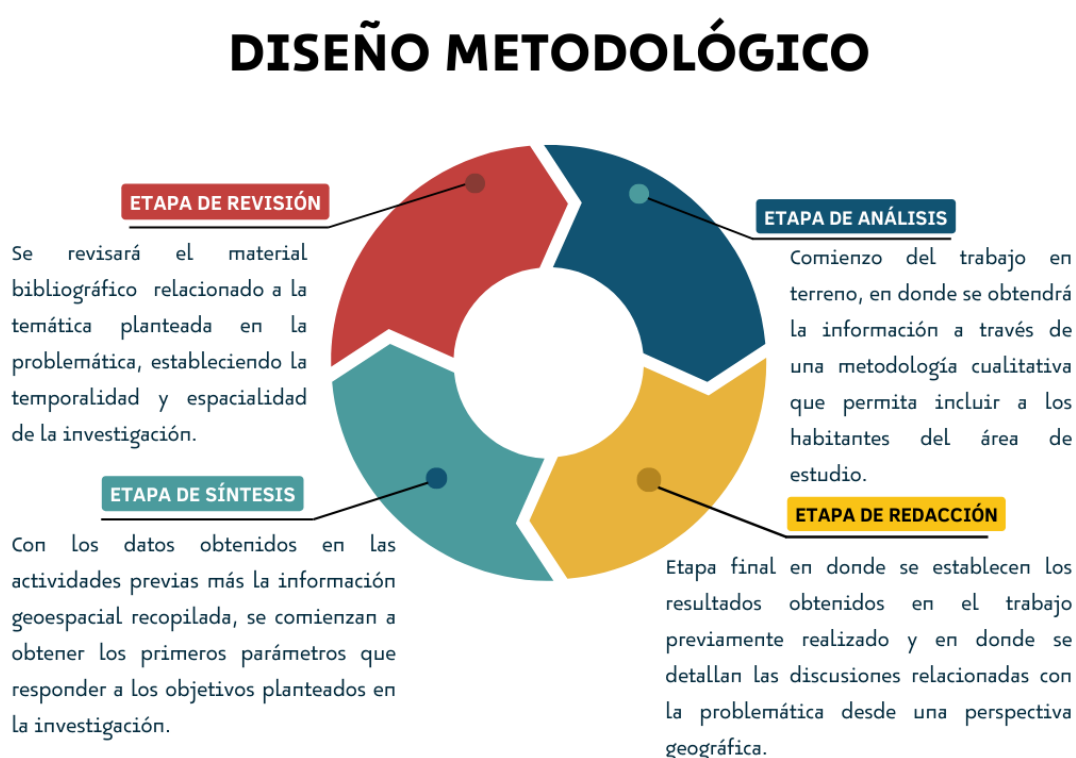 DISEÑO METODOLÓGICO
ETAPA DE REVISIÓN
Se revisará el material
bibliográfico relacionado a la
temática planteada en la
problemática, estableciendo la
temporalidad y espacialidad
de la investigación.
ETAPA DE ANÁLISIS
Comienzo del trabajo en
terreno, en donde se obtendrá
la información a través de
una metodología cualitativa
que permita incluir a los
habitantes del área de
estudio.
ETAPA DE SÍNTESIS
Con los datos obtenidos en las
actividades previas más la información
geoespacial recopilada, se comienzan a
obtener los primeros parámetros que
responder a los objetivos planteados en
la investigación.
ETAPA DE REDACCIÓN
Etapa final en donde se establecen los
resultados obtenidos en el trabajo
previamente realizado y en donde se
detallan las discusiones relacionadas con
la problemática desde una perspectiva
geográfica.